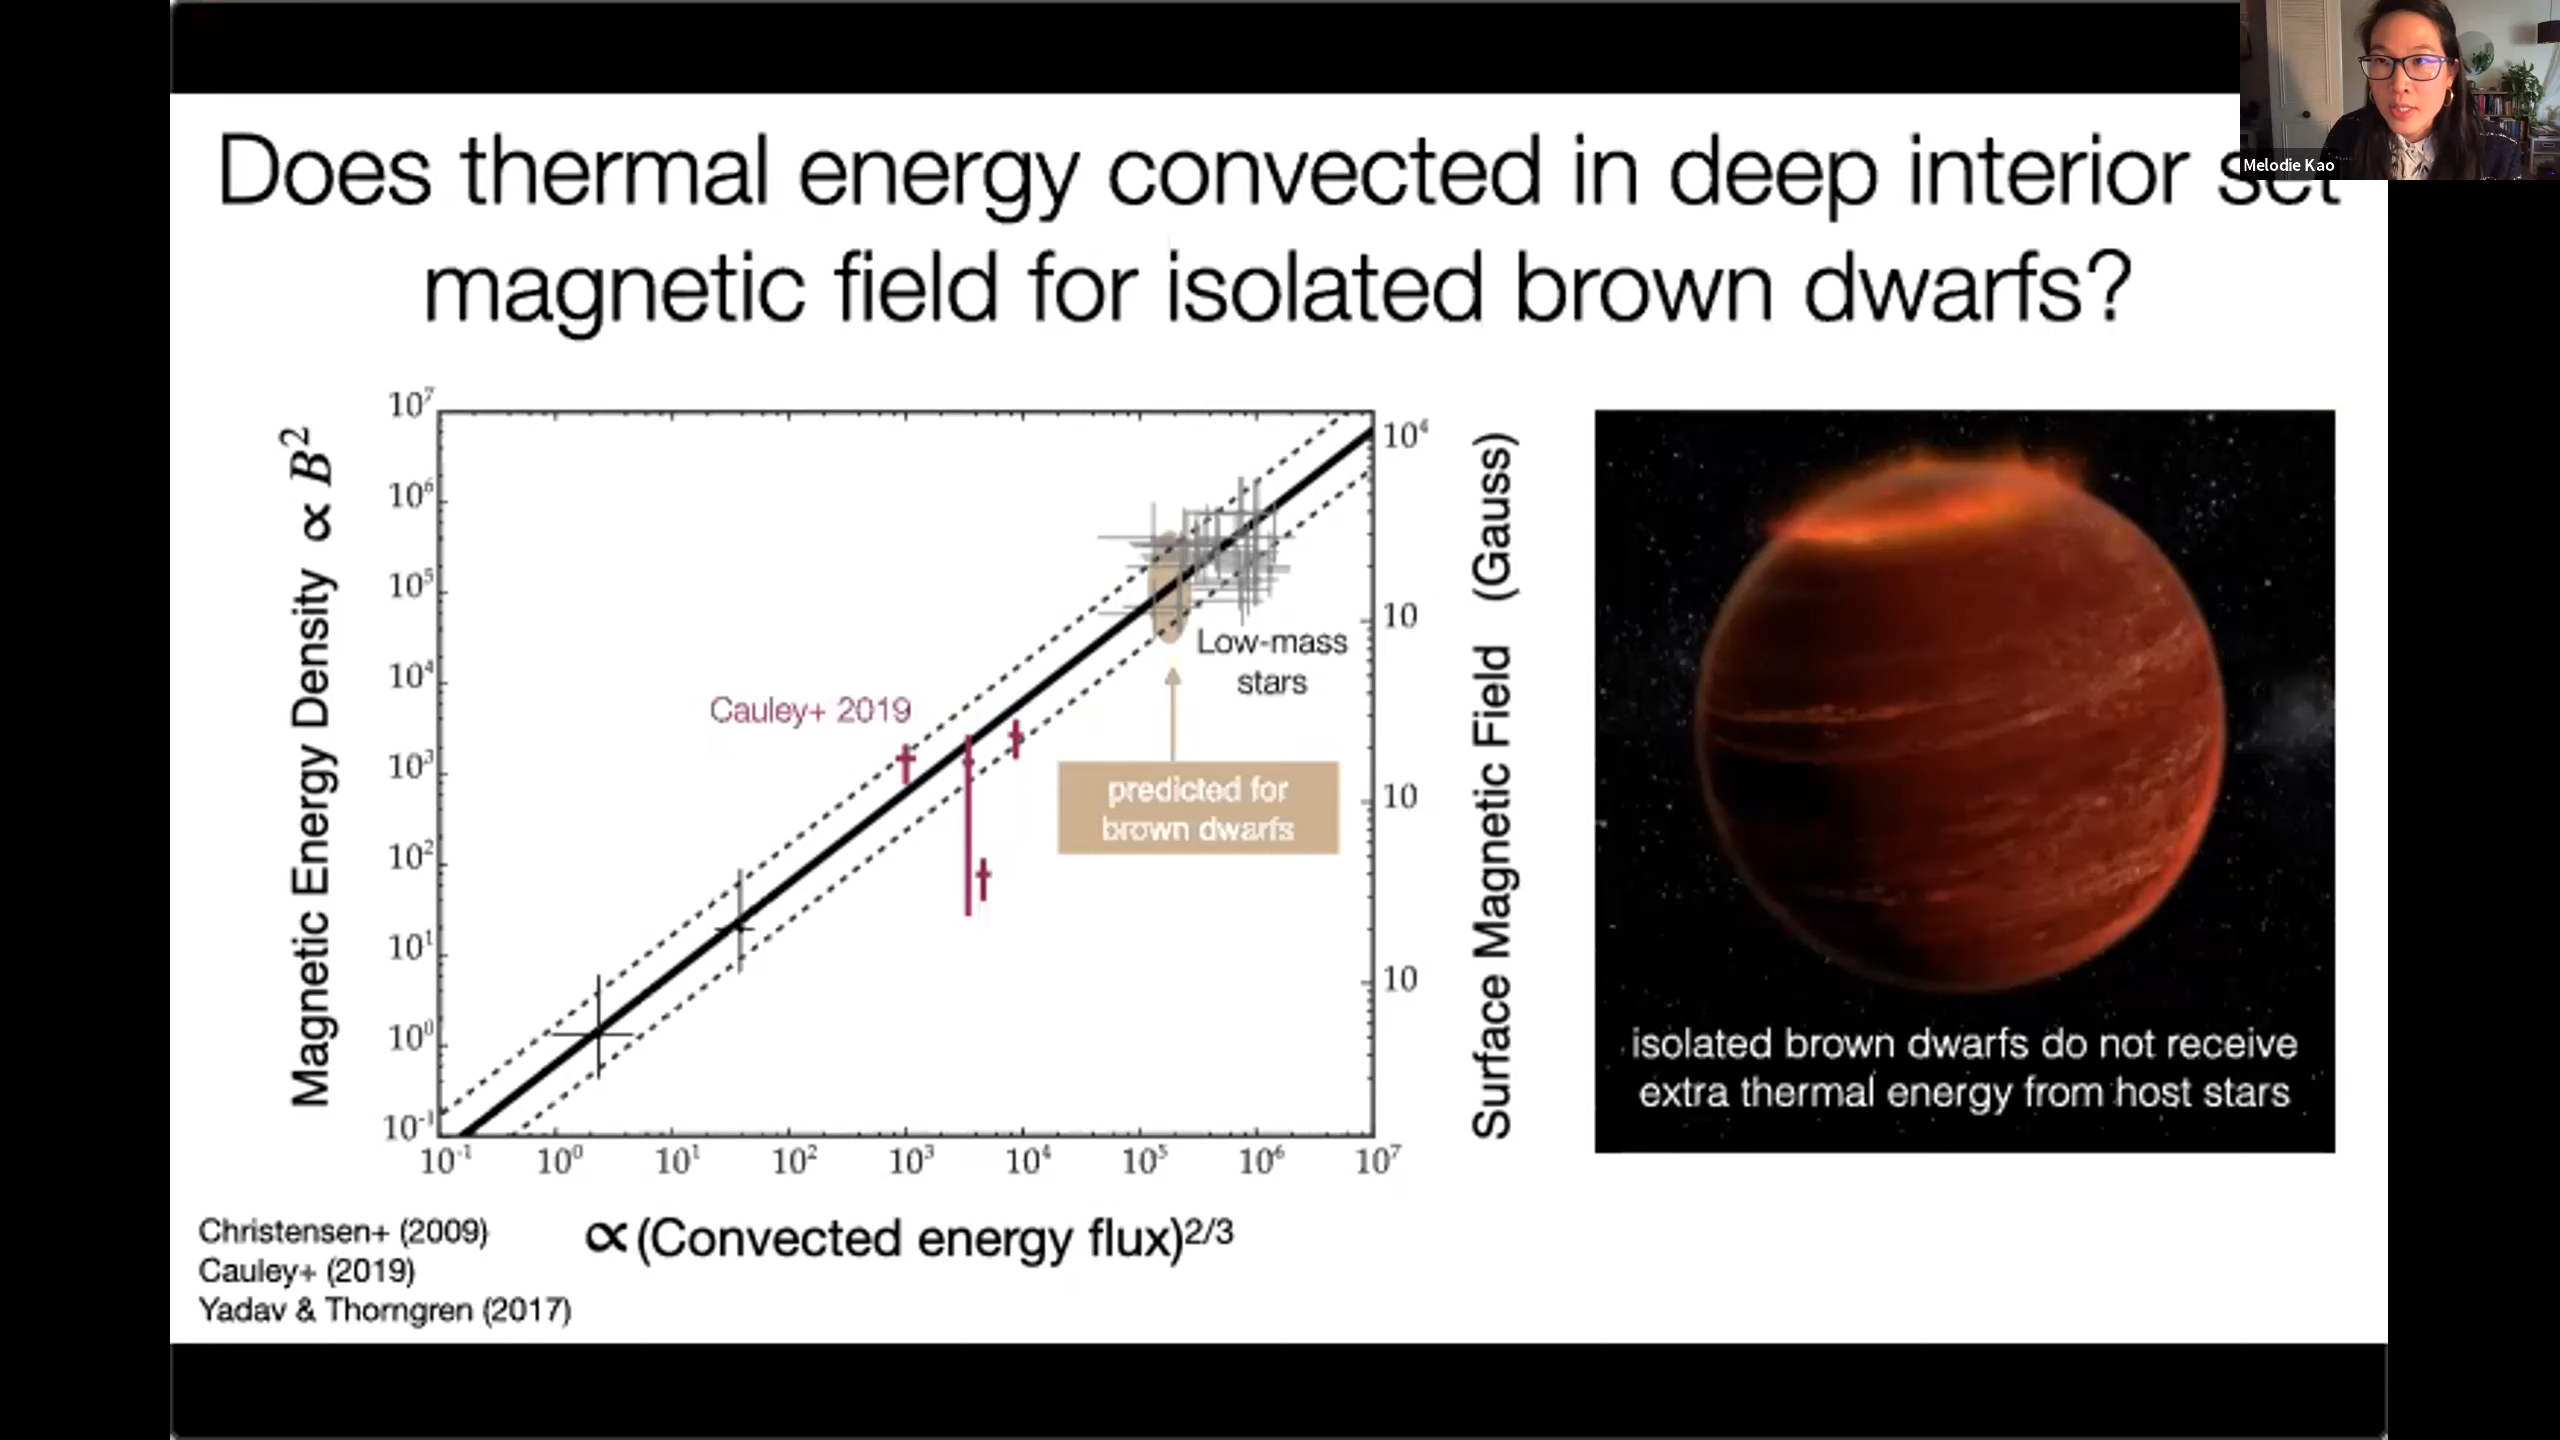 Does thermal energy convected in deep interior set
magnetic field for isolated brown dwarfs?
Melodie Kao
Magnetic Energy Density ∝ B²
10⁷
10⁶
10⁵
10⁴
10³
10²
10¹
10⁰
10⁻¹
10⁻¹ 10⁰ 10¹ 10² 10³ 10⁴ 10⁵ 10⁶ 10⁷
∝ (Convected energy flux)²/³
10⁴
10
10
10
Surface Magnetic Field (Gauss)
Cauley+ 2019
Low-mass
stars
predicted for
brown dwarfs
isolated brown dwarfs do not receive
extra thermal energy from host stars
Christensen+ (2009)
Cauley+ (2019)
Yadav & Thorngren (2017)